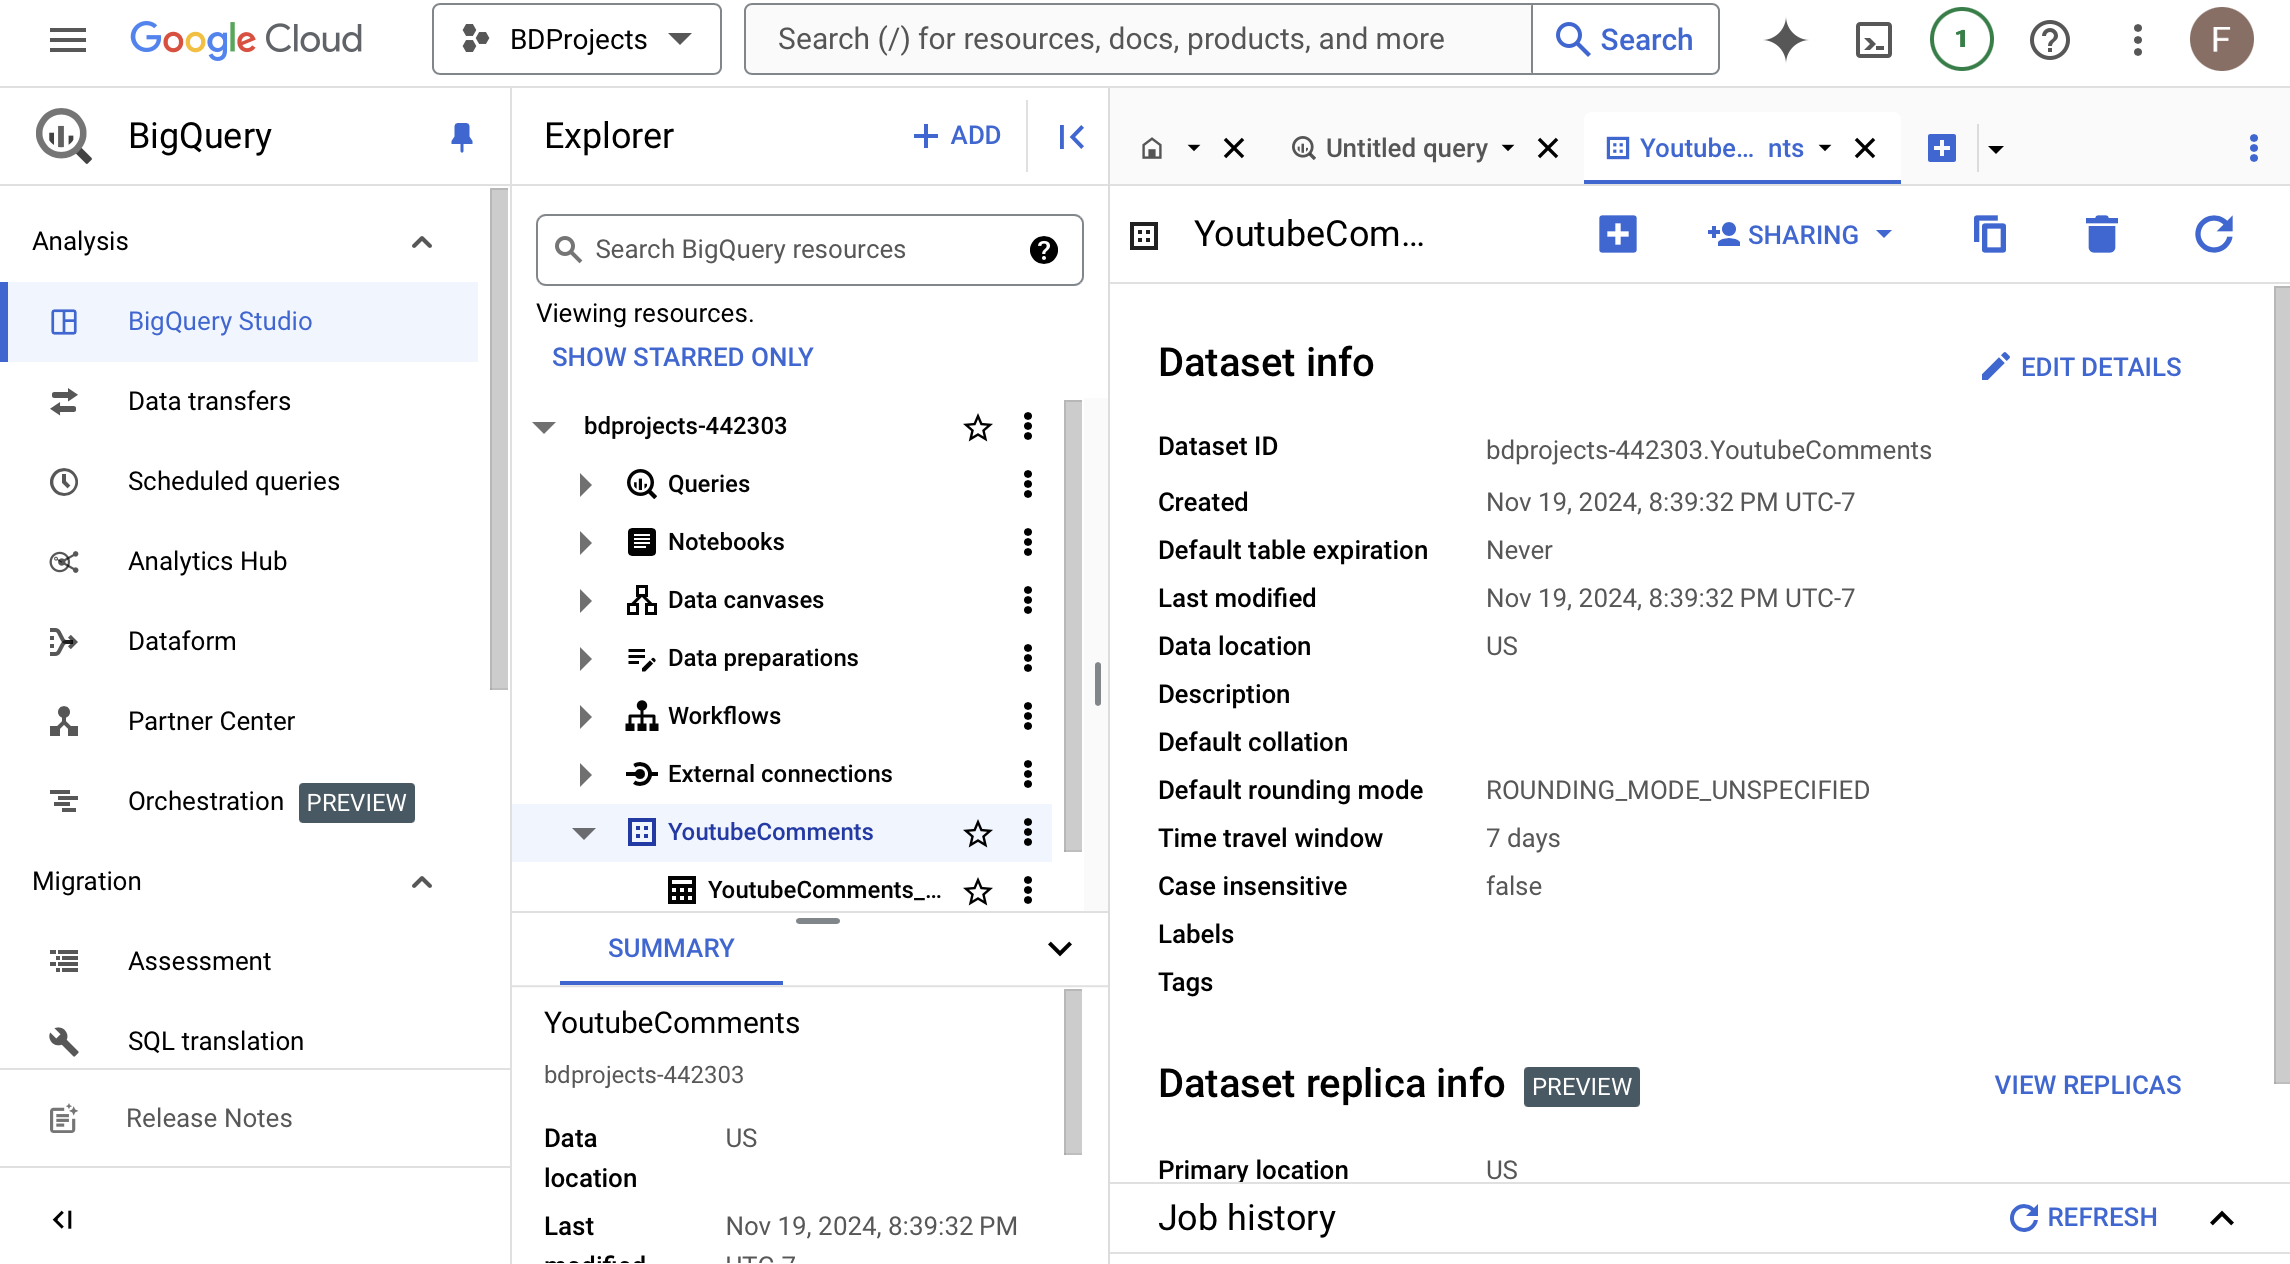 Google Cloud
BDProjects
Search (/) for resources, docs, products, and more
Search
1
F
BigQuery
Analysis
BigQuery Studio
Data transfers
Scheduled queries
Analytics Hub
Dataform
Partner Center
Orchestration PREVIEW
Migration
Assessment
SQL translation
Release Notes
Explorer
ADD
Search BigQuery resources
Viewing resources.
SHOW STARRED ONLY
bdprojects-442303
Queries
Notebooks
Data canvases
Data preparations
Workflows
External connections
YoutubeComments
YoutubeComments_...
SUMMARY
YoutubeComments
bdprojects-442303
Data location US
Last modified Nov 19, 2024, 8:39:32 PM UTC-7
Untitled query
Youtube... nts
YoutubeCom...
SHARING
Dataset info
EDIT DETAILS
Dataset ID bdprojects-442303.YoutubeComments
Created Nov 19, 2024, 8:39:32 PM UTC-7
Default table expiration Never
Last modified Nov 19, 2024, 8:39:32 PM UTC-7
Data location US
Description
Default collation
Default rounding mode ROUNDING_MODE_UNSPECIFIED
Time travel window 7 days
Case insensitive false
Labels
Tags
Dataset replica info PREVIEW
VIEW REPLICAS
Primary location US
Job history
REFRESH